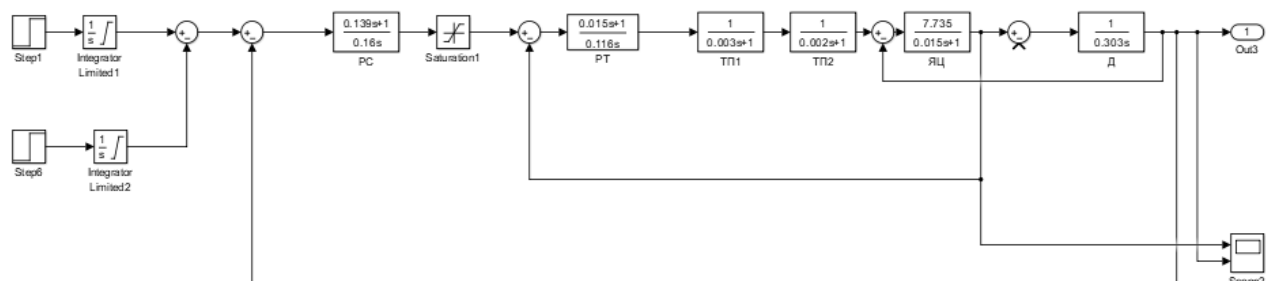 Step1
1
s
Integrator
Limited1
0.139s+1
0.16s
РС
Saturation1
0.015s+1
0.116s
РТ
1
0.003s+1
ТП1
1
0.002s+1
ТП2
7.735
0.015s+1
ЯЦ
1
0.303s
Д
1
Out3
Step6
1
s
Integrator
Limited2